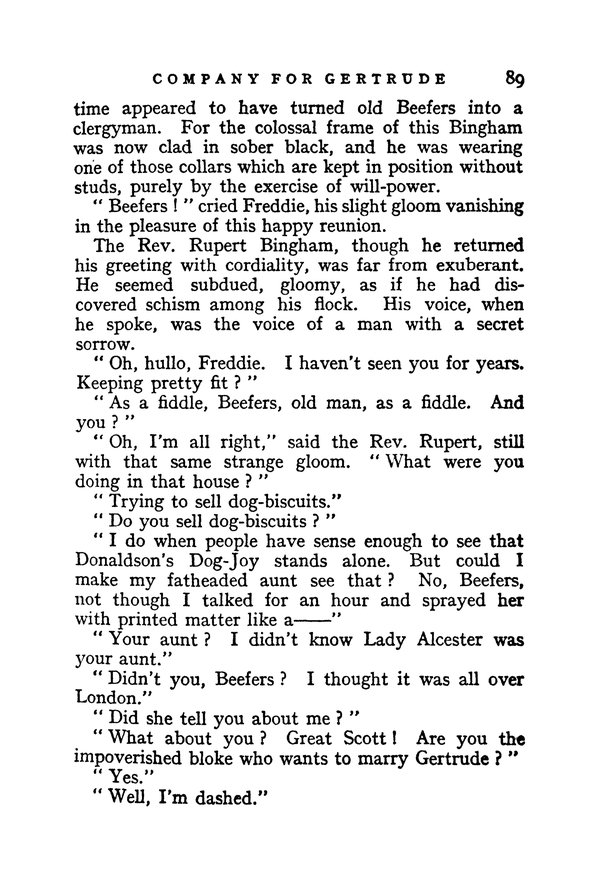 COMPANY FOR GERTRUDE 89
time appeared to have turned old Beefers into a
clergyman. For the colossal frame of this Bingham
was now clad in sober black, and he was wearing
one of those collars which are kept in position without
studs, purely by the exercise of will-power.
" Beefers ! " cried Freddie, his slight gloom vanishing
in the pleasure of this happy reunion.
The Rev. Rupert Bingham, though he returned
his greeting with cordiality, was far from exuberant.
He seemed subdued, gloomy, as if he had dis-
covered schism among his flock. His voice, when
he spoke, was the voice of a man with a secret
sorrow.
" Oh, hullo, Freddie. I haven't seen you for years.
Keeping pretty fit ? "
" As a fiddle, Beefers, old man, as a fiddle. And
you ? "
" Oh, I'm all right," said the Rev. Rupert, still
with that same strange gloom. " What were you
doing in that house ? "
" Trying to sell dog-biscuits."
" Do you sell dog-biscuits ? "
" I do when people have sense enough to see that
Donaldson's Dog-Joy stands alone. But could I
make my fatheaded aunt see that ? No, Beefers,
not though I talked for an hour and sprayed her
with printed matter like a——"
" Your aunt ? I didn't know Lady Alcester was
your aunt."
" Didn't you, Beefers ? I thought it was all over
London."
" Did she tell you about me ? "
" What about you ? Great Scott ! Are you the
impoverished bloke who wants to marry Gertrude ? "
" Yes."
" Well, I'm dashed."